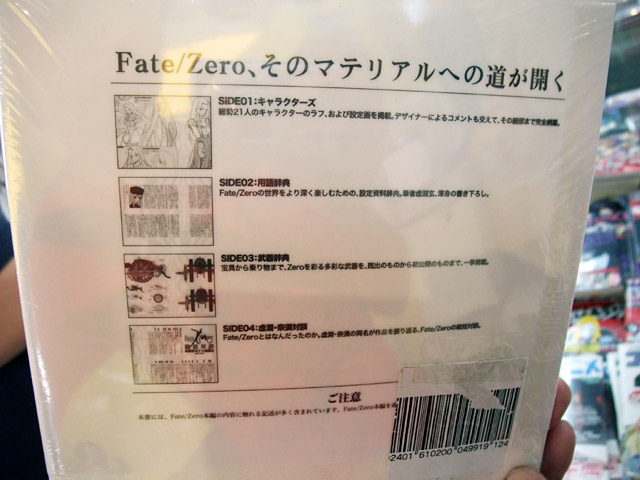 Fate/Zero、そのマテリアルへの道が開く
SIDE01：キャラクターズ
総勢21人のキャラクターのラフ、および設定画を掲載。デザイナーによるコメントも交えて、その細部まで完全網羅。
SIDE02：用語辞典
Fate/Zeroの世界をより深く楽しむための、設定資料辞典。筆者虚淵玄、渾身の書き下ろし。
SIDE03：武器辞典
宝具から乗り物まで、Zeroを彩る多彩な武器を、既出のものから初公開のものまで、一挙掲載。
SIDE04：虚淵・奈須対談
Fate/Zeroとはなんだったのか。虚淵・奈須の両名が作品を振り返る、Fate/Zeroの総括対談。
ご注意
本書には、Fate/Zero本編の内容に触れる記述が多く含まれています。Fate/Zero本編を
02401 610200 049919 124